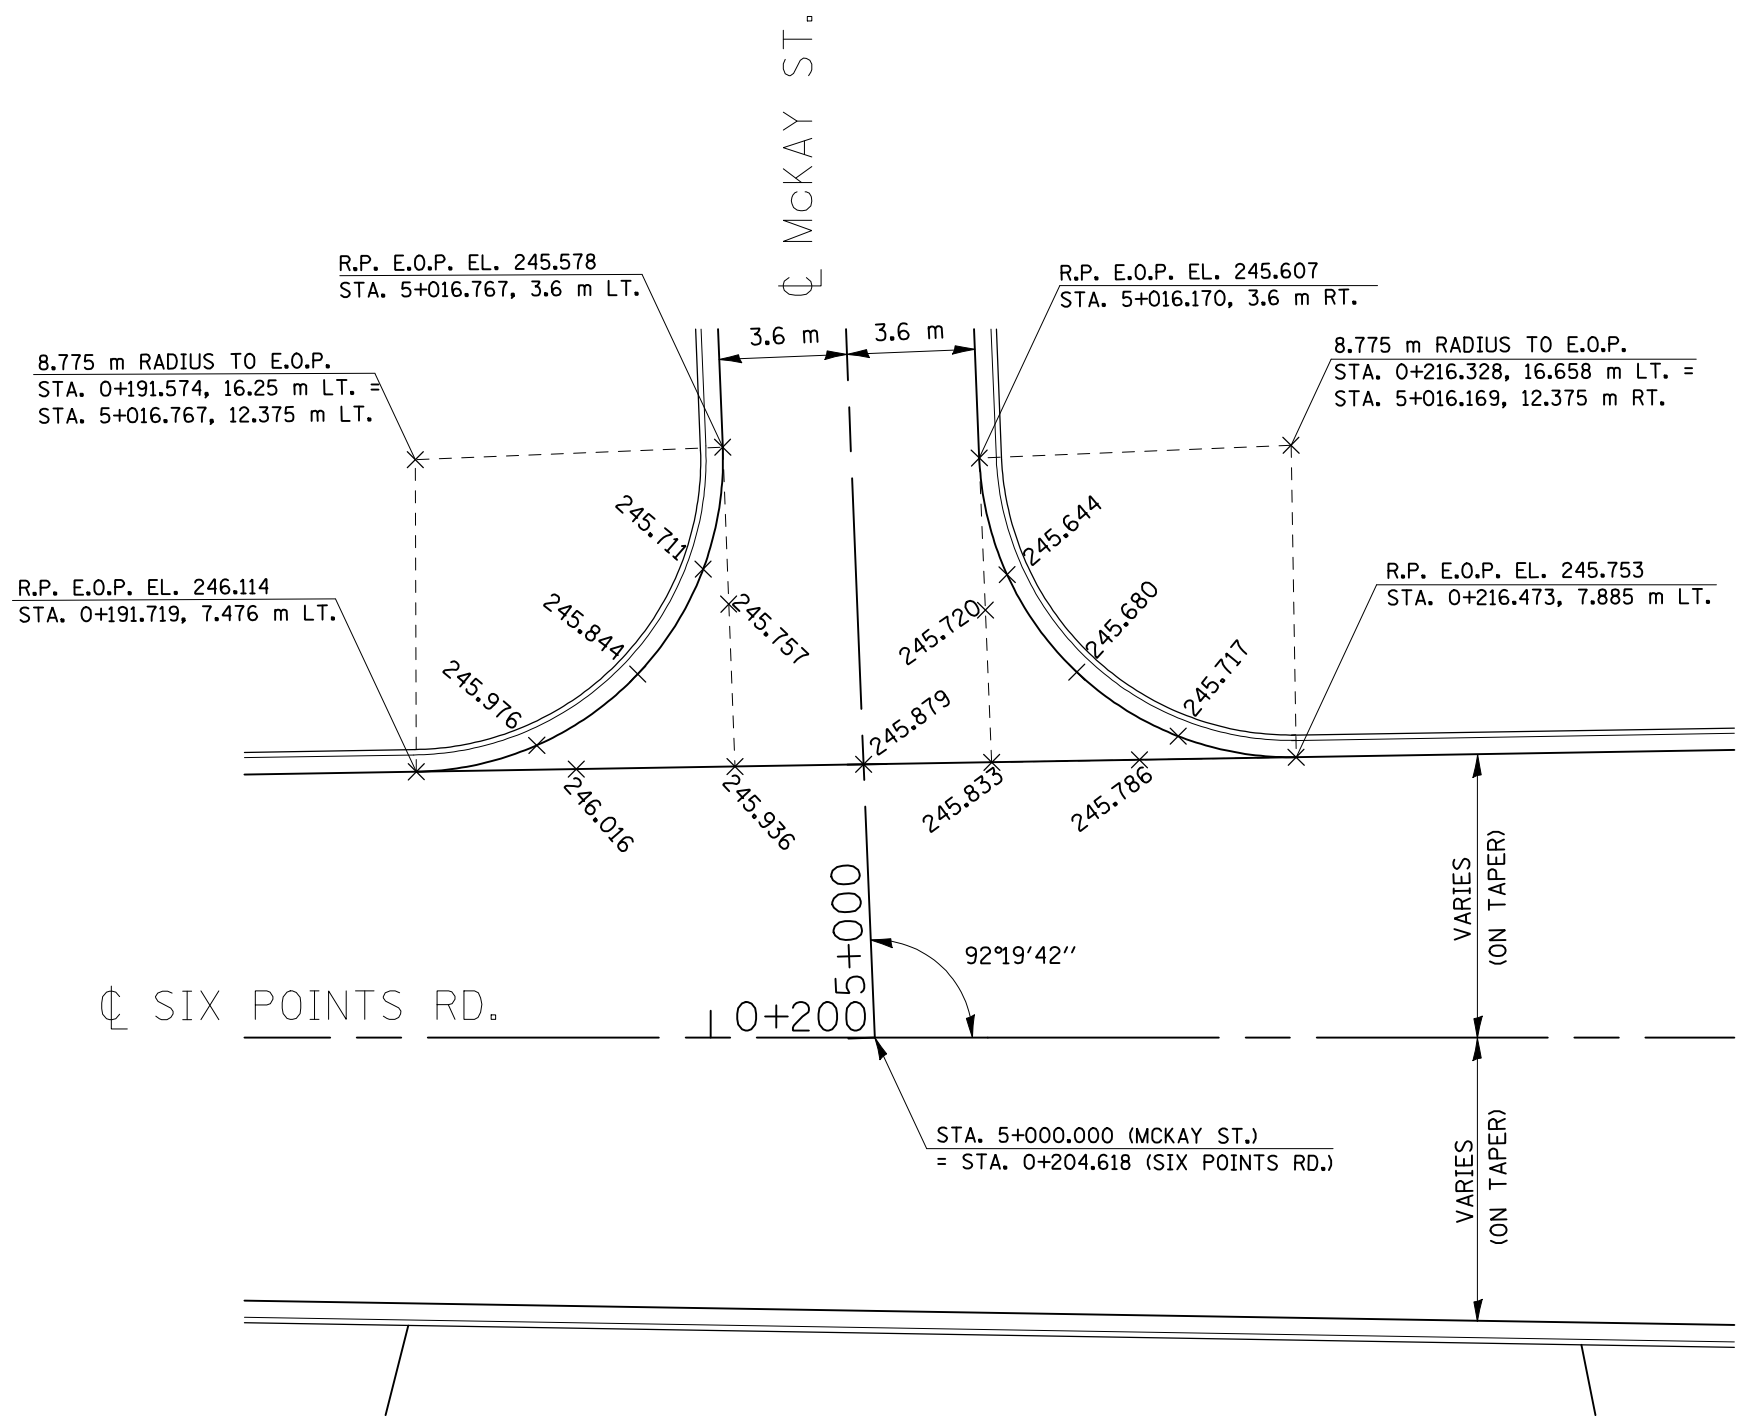 ℄ McKAY ST.
R.P. E.O.P. EL. 245.578
STA. 5+016.767, 3.6 m LT.
R.P. E.O.P. EL. 245.607
STA. 5+016.170, 3.6 m RT.
3.6 m
3.6 m
8.775 m RADIUS TO E.O.P.
STA. 0+191.574, 16.25 m LT. =
STA. 5+016.767, 12.375 m LT.
8.775 m RADIUS TO E.O.P.
STA. 0+216.328, 16.658 m LT. =
STA. 5+016.169, 12.375 m RT.
245.711
245.644
R.P. E.O.P. EL. 246.114
STA. 0+191.719, 7.476 m LT.
R.P. E.O.P. EL. 245.753
STA. 0+216.473, 7.885 m LT.
245.844
245.757
245.720
245.680
245.976
245.879
245.717
246.016
245.936
245.833
245.786
VARIES
(ON TAPER)
5+000
92°19'42''
℄ SIX POINTS RD.
0+200
STA. 5+000.000 (MCKAY ST.)
= STA. 0+204.618 (SIX POINTS RD.)
VARIES
(ON TAPER)